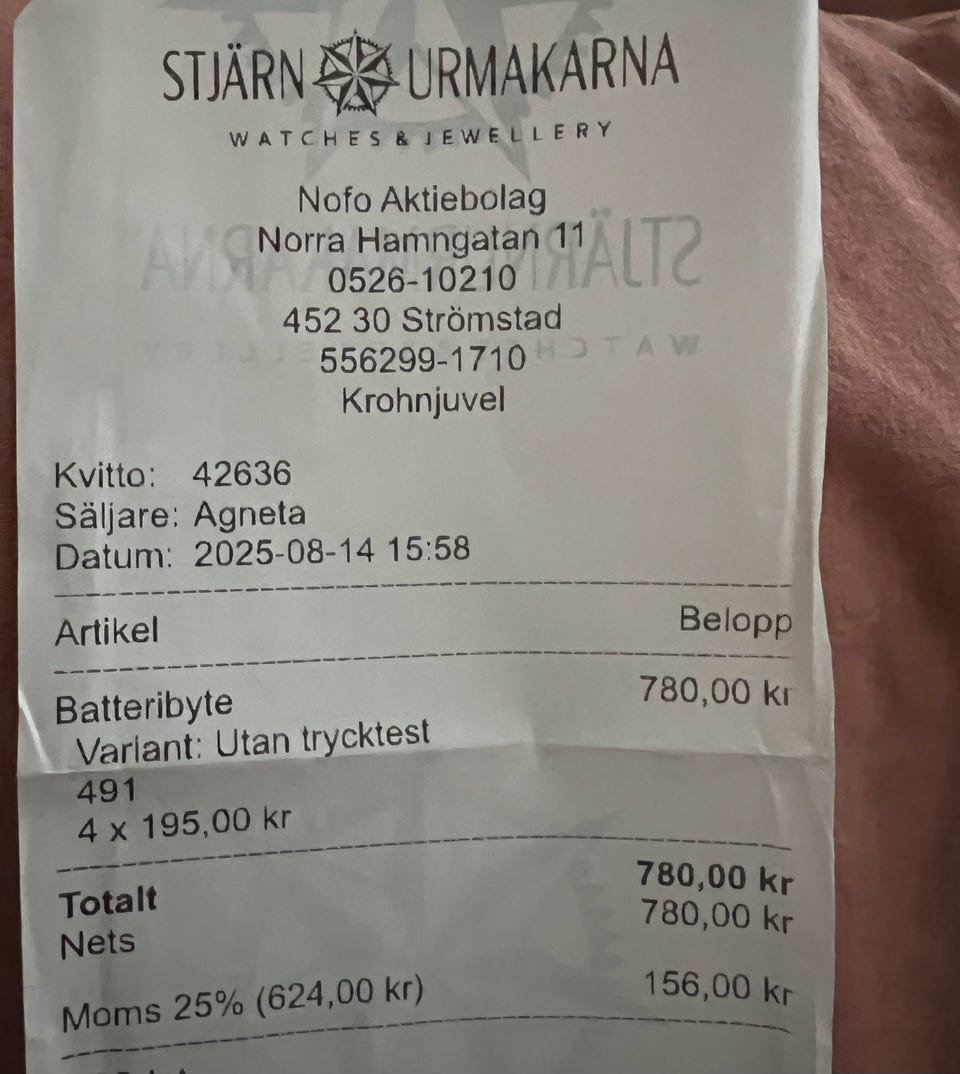 STJÄRN URMAKARNA
WATCHES & JEWELLERY
Nofo Aktiebolag
Norra Hamngatan 11
0526-10210
452 30 Strömstad
556299-1710
Krohnjuvel
Kvitto: 42636
Säljare: Agneta
Datum: 2025-08-14 15:58
Artikel Belopp
Batteribyte 780,00 kr
Variant: Utan trycktest
491
4 x 195,00 kr
Totalt 780,00 kr
Nets 780,00 kr
Moms 25% (624,00 kr) 156,00 kr